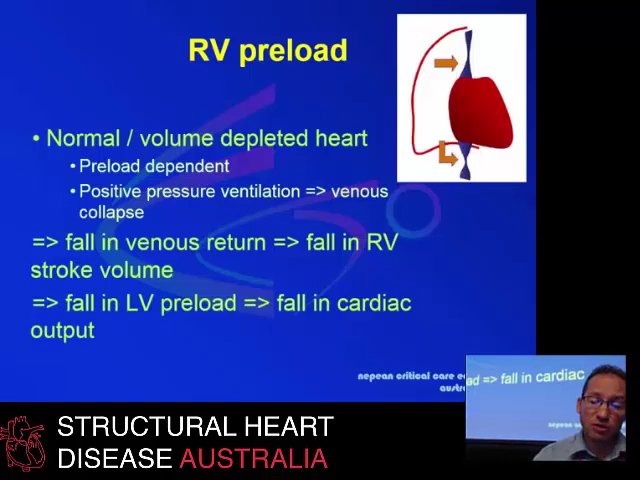 RV preload
• Normal / volume depleted heart
• Preload dependent
• Positive pressure ventilation => venous
collapse
=> fall in venous return => fall in RV
stroke volume
=> fall in LV preload => fall in cardiac
output
nepean critical care
austra
ad => fall in cardiac
STRUCTURAL HEART
DISEASE AUSTRALIA